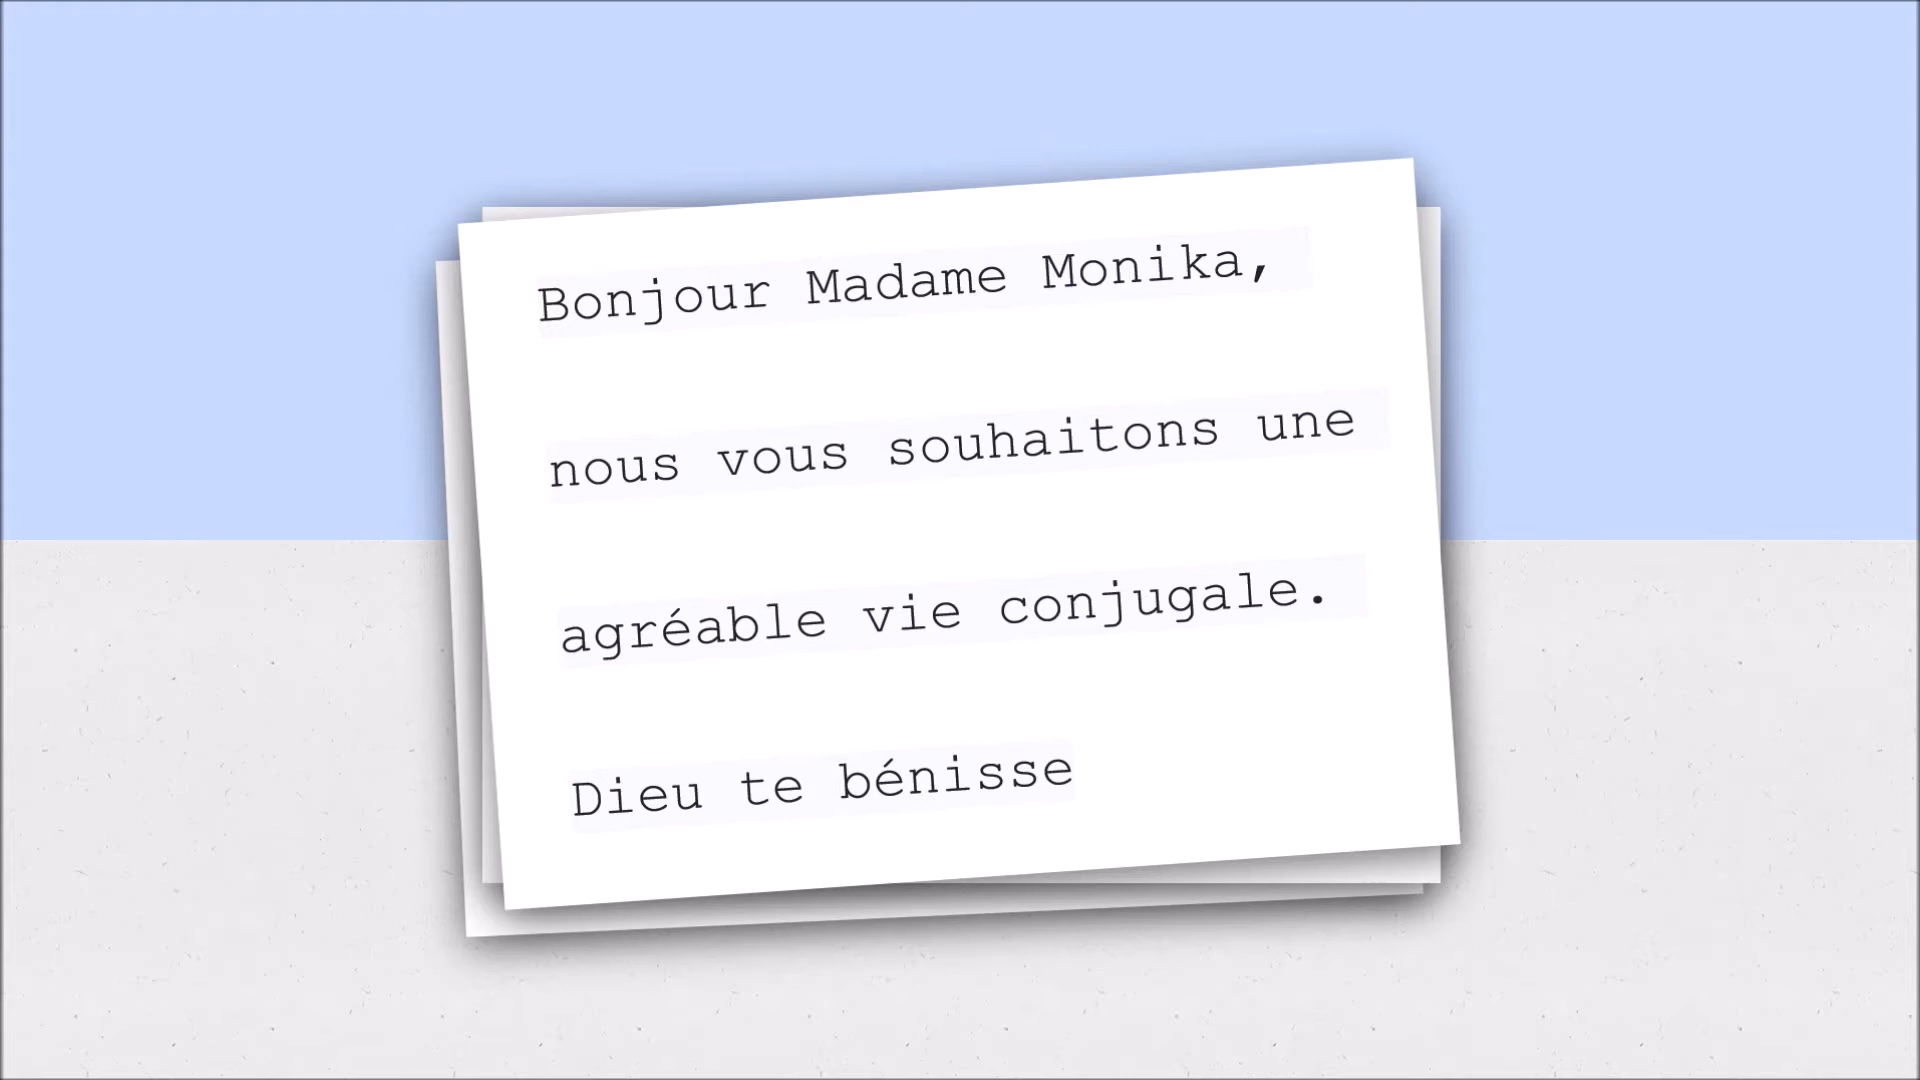 Bonjour Madame Monika,
nous vous souhaitons une
agréable vie conjugale.
Dieu te bénisse